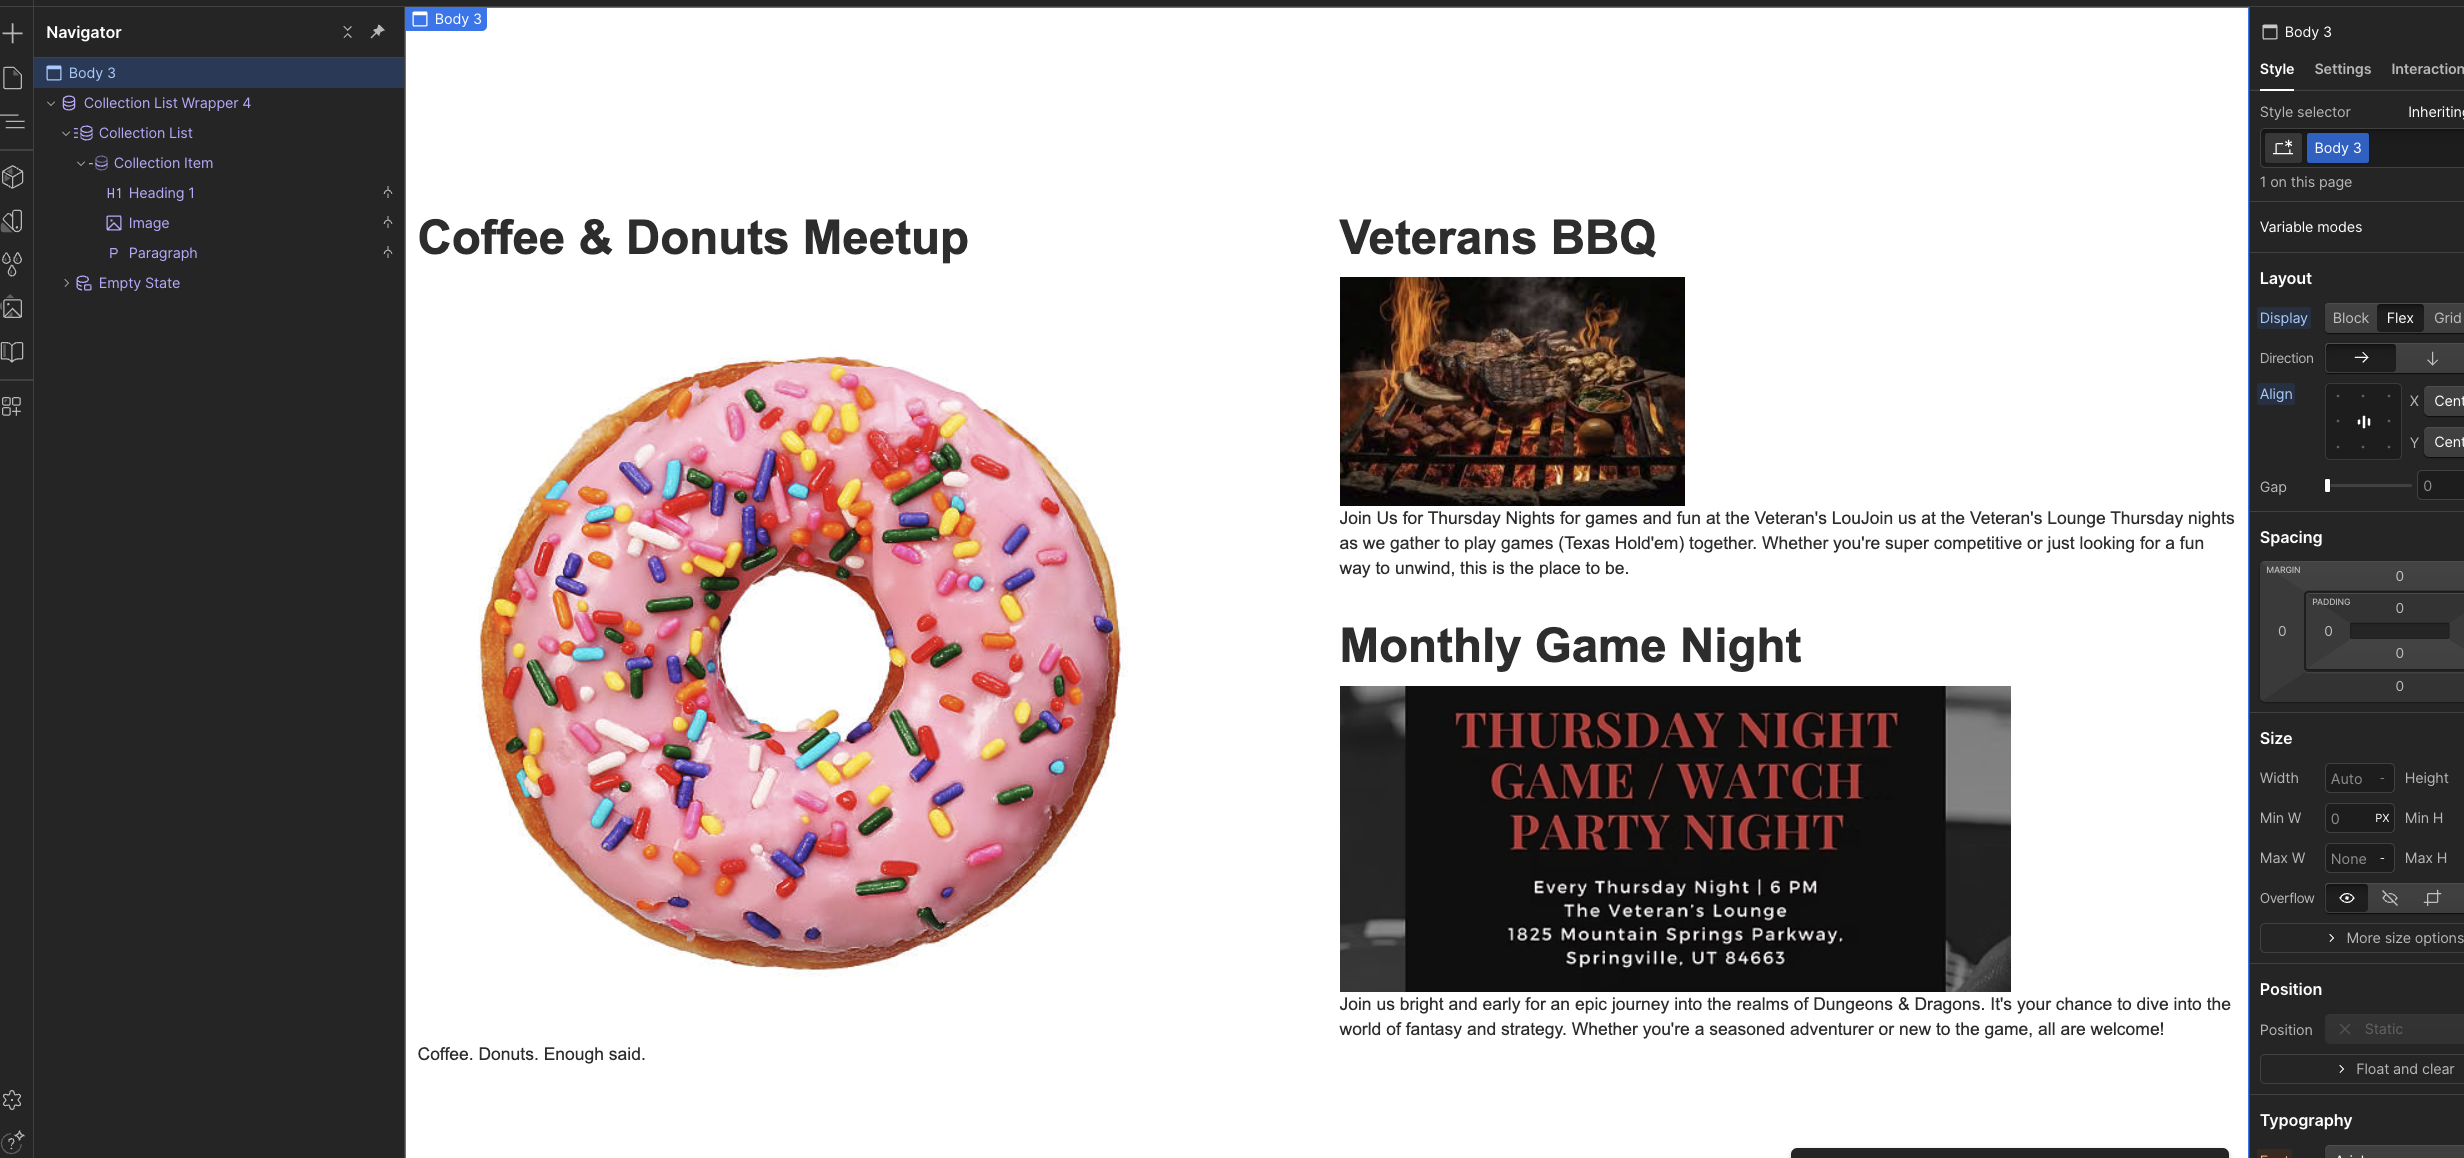 Navigator
Body 3
Collection List Wrapper 4
Collection List
Collection Item
H1 Heading 1
Image
P Paragraph
Empty State
Body 3
Coffee & Donuts Meetup
Coffee. Donuts. Enough said.
Veterans BBQ
Join Us for Thursday Nights for games and fun at the Veteran's LouJoin us at the Veteran's Lounge Thursday nights
as we gather to play games (Texas Hold'em) together. Whether you're super competitive or just looking for a fun
way to unwind, this is the place to be.
Monthly Game Night
THURSDAY NIGHT
GAME / WATCH
PARTY NIGHT
Every Thursday Night | 6 PM
The Veteran's Lounge
1825 Mountain Springs Parkway,
Springville, UT 84663
Join us bright and early for an epic journey into the realms of Dungeons & Dragons. It's your chance to dive into the
world of fantasy and strategy. Whether you're a seasoned adventurer or new to the game, all are welcome!
Body 3
Style Settings Interaction
Style selector Inheriting
Body 3
1 on this page
Variable modes
Layout
Display Block Flex Grid
Direction
Align X Cent
Y Cent
Gap 0
Spacing
MARGIN 0
PADDING 0
0 0
0
0
Size
Width Auto - Height
Min W 0 PX Min H
Max W None - Max H
Overflow
More size options
Position
Position Static
Float and clear
Typography